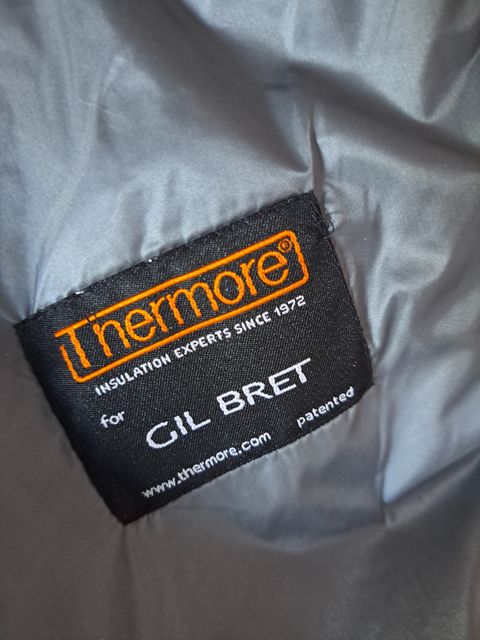 Thermore®
INSULATION EXPERTS SINCE 1972
for
GIL BRET
www.thermore.com patented